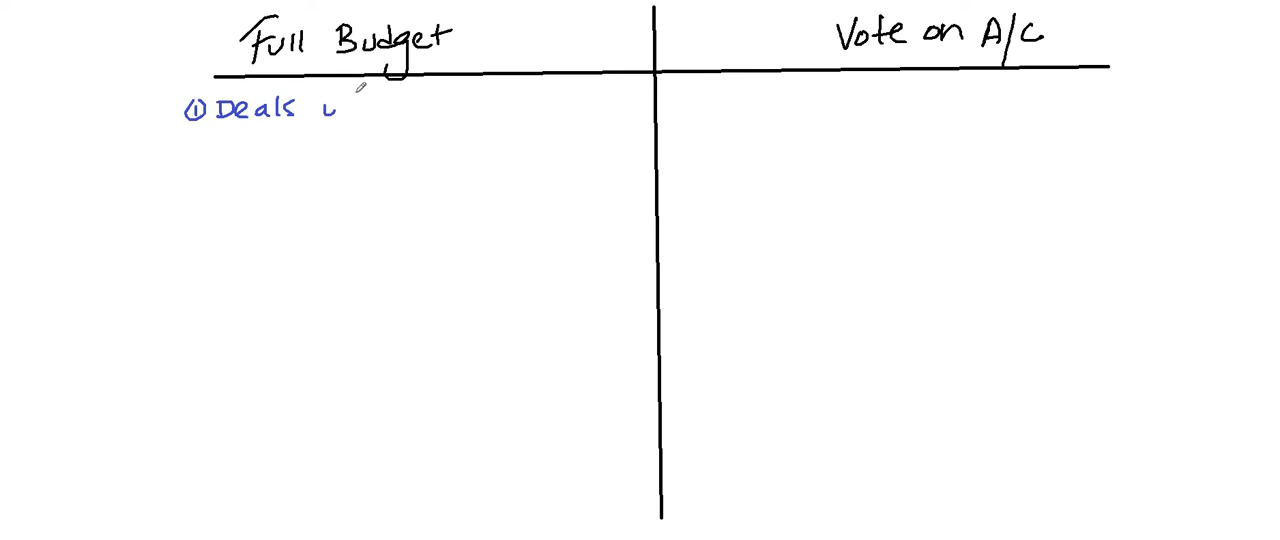 Full Budget
Vote on A/C
① Deals